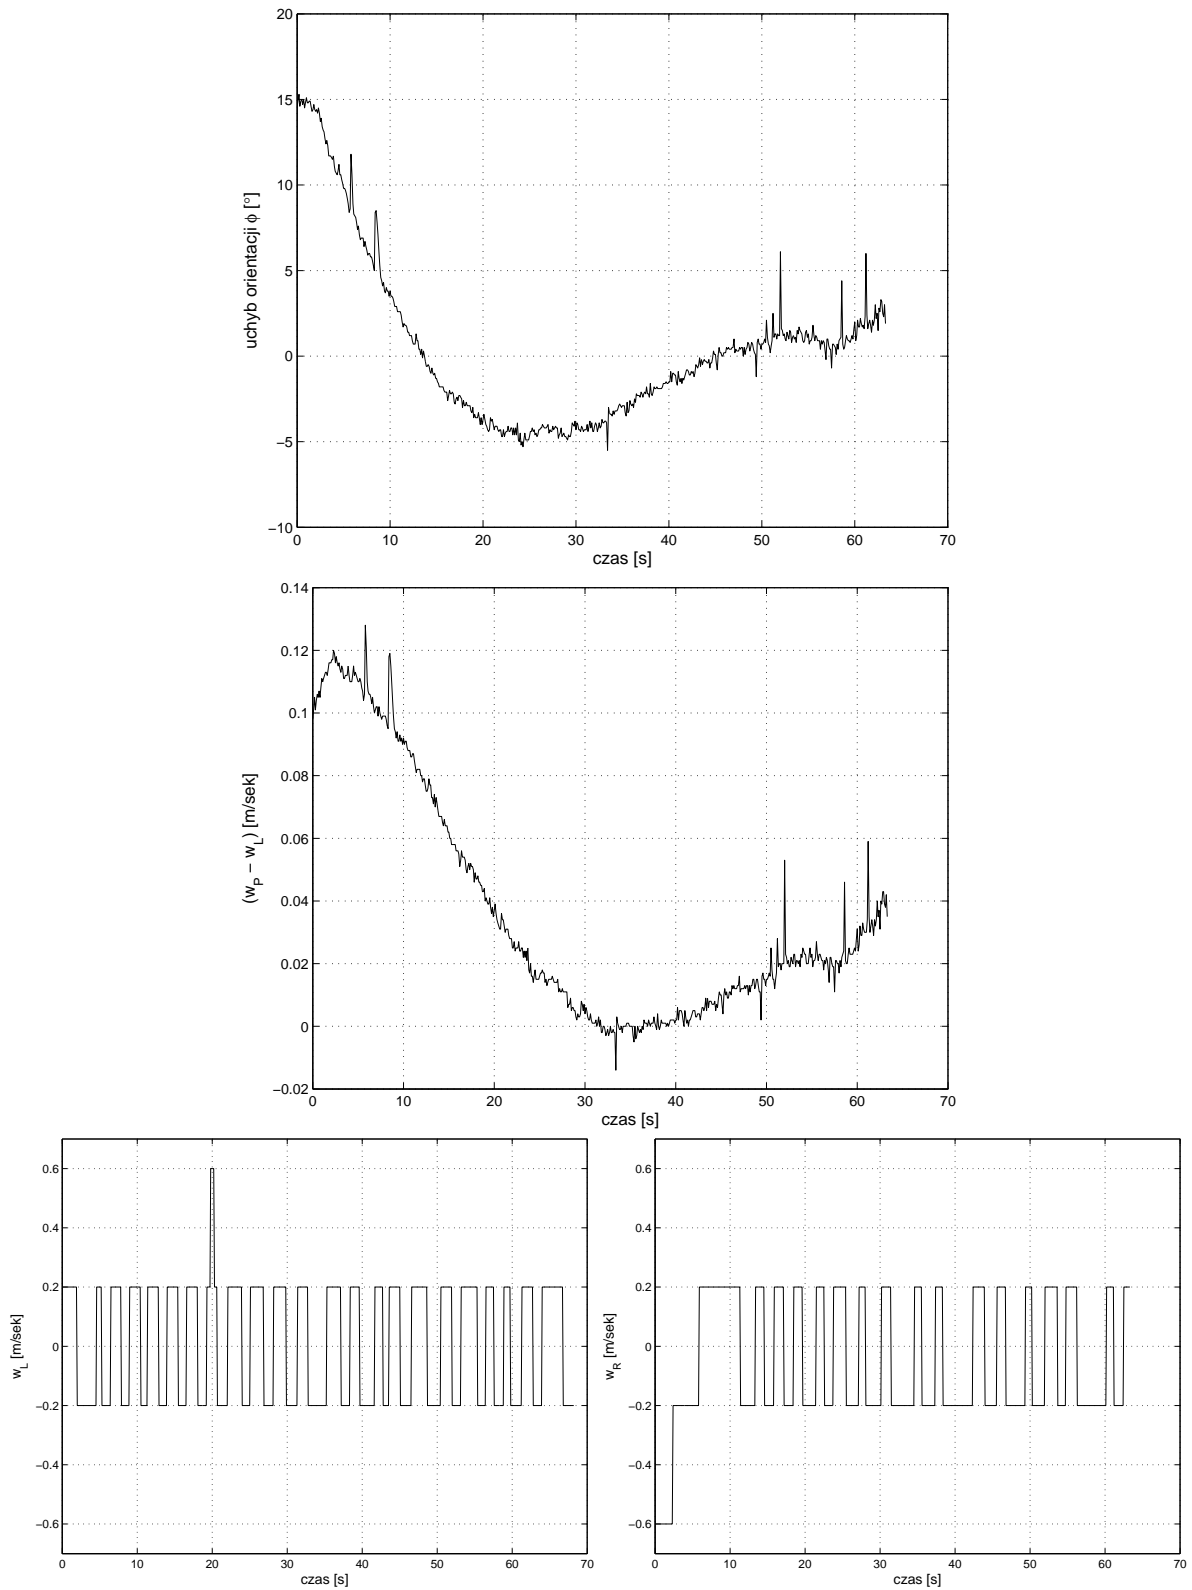 20
15
10
5
0
−5
−10
uchyb orientacji ϕ [°]
0 10 20 30 40 50 60 70
czas [s]
0.14
0.12
0.1
0.08
0.06
0.04
0.02
0
−0.02
(w_P − w_L) [m/sek]
0 10 20 30 40 50 60 70
czas [s]
0.6
0.4
0.2
0
−0.2
−0.4
−0.6
w_L [m/sek]
0 10 20 30 40 50 60 70
czas [s]
0.6
0.4
0.2
0
−0.2
−0.4
−0.6
w_R [m/sek]
0 10 20 30 40 50 60 70
czas [s]